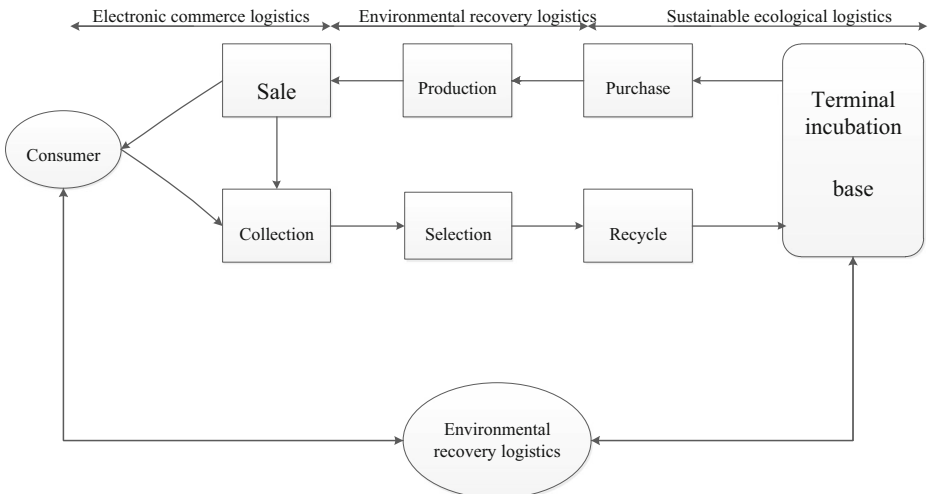 Electronic commerce logistics
Environmental recovery logistics
Sustainable ecological logistics
Sale
Production
Purchase
Terminal
incubation
base
Consumer
Collection
Selection
Recycle
Environmental
recovery logistics